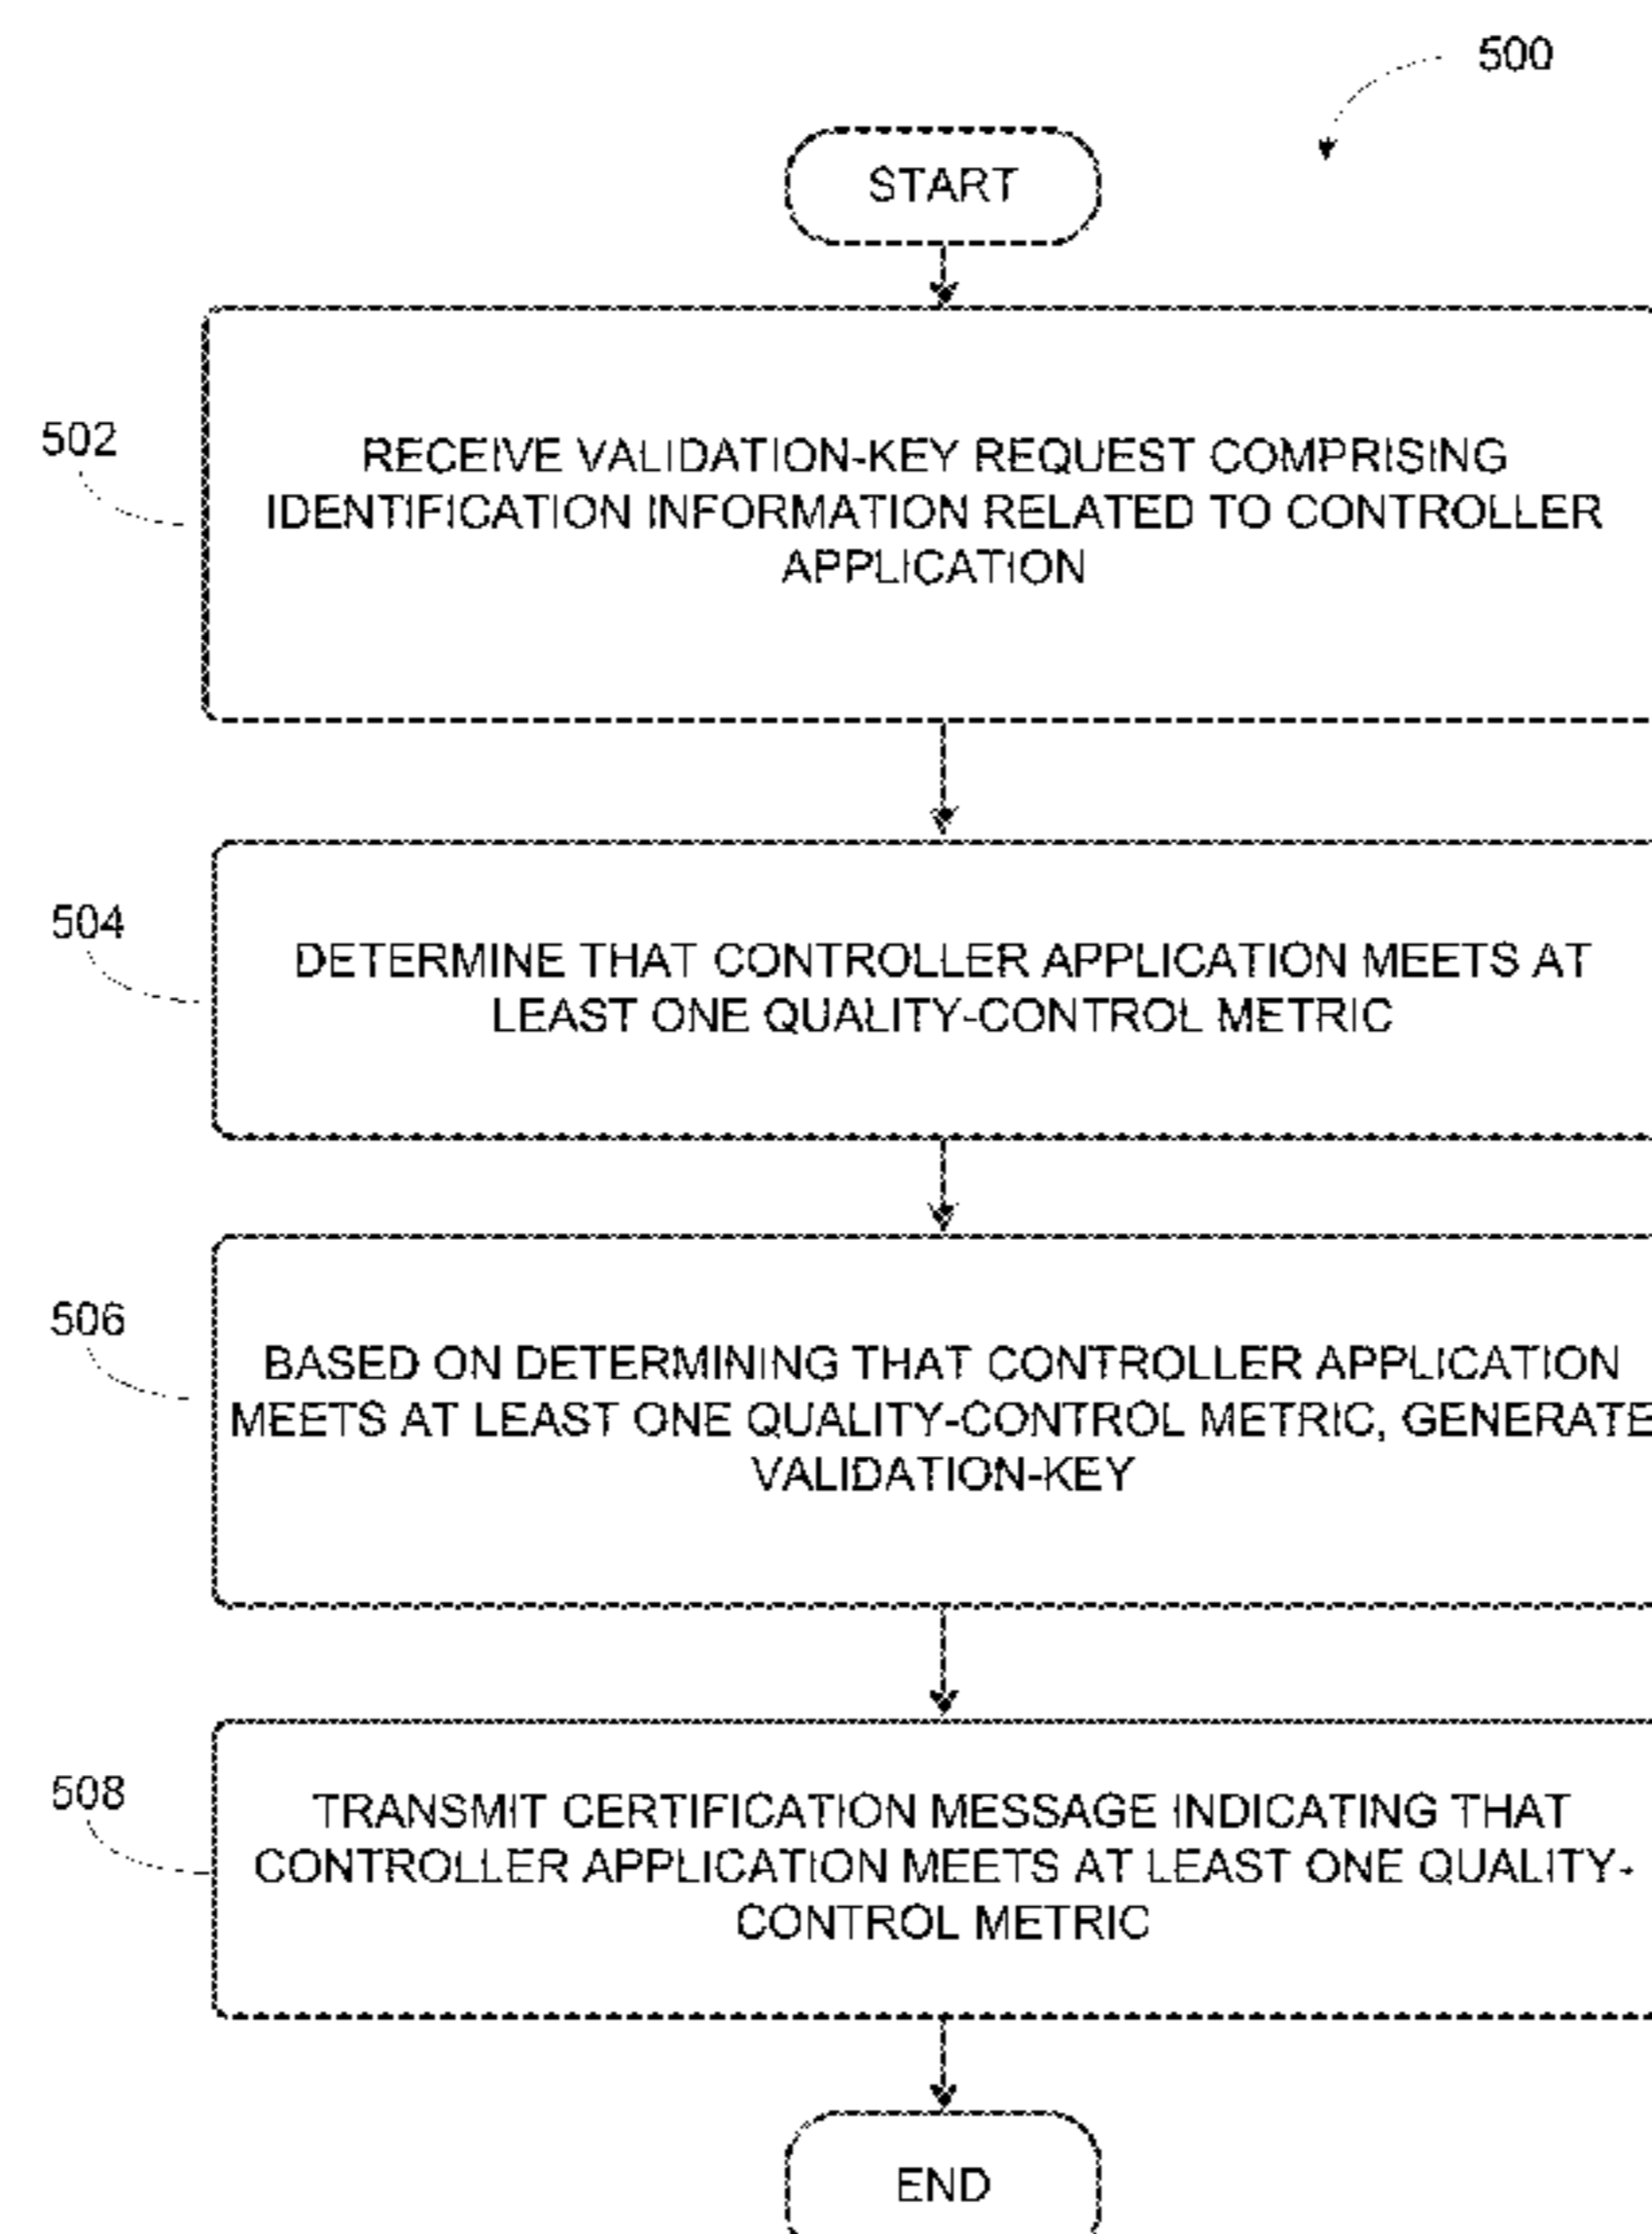 500
START
502
RECEIVE VALIDATION-KEY REQUEST COMPRISING
IDENTIFICATION INFORMATION RELATED TO CONTROLLER
APPLICATION
504
DETERMINE THAT CONTROLLER APPLICATION MEETS AT
LEAST ONE QUALITY-CONTROL METRIC
506
BASED ON DETERMINING THAT CONTROLLER APPLICATION
MEETS AT LEAST ONE QUALITY-CONTROL METRIC, GENERATE
VALIDATION-KEY
508
TRANSMIT CERTIFICATION MESSAGE INDICATING THAT
CONTROLLER APPLICATION MEETS AT LEAST ONE QUALITY-
CONTROL METRIC
END